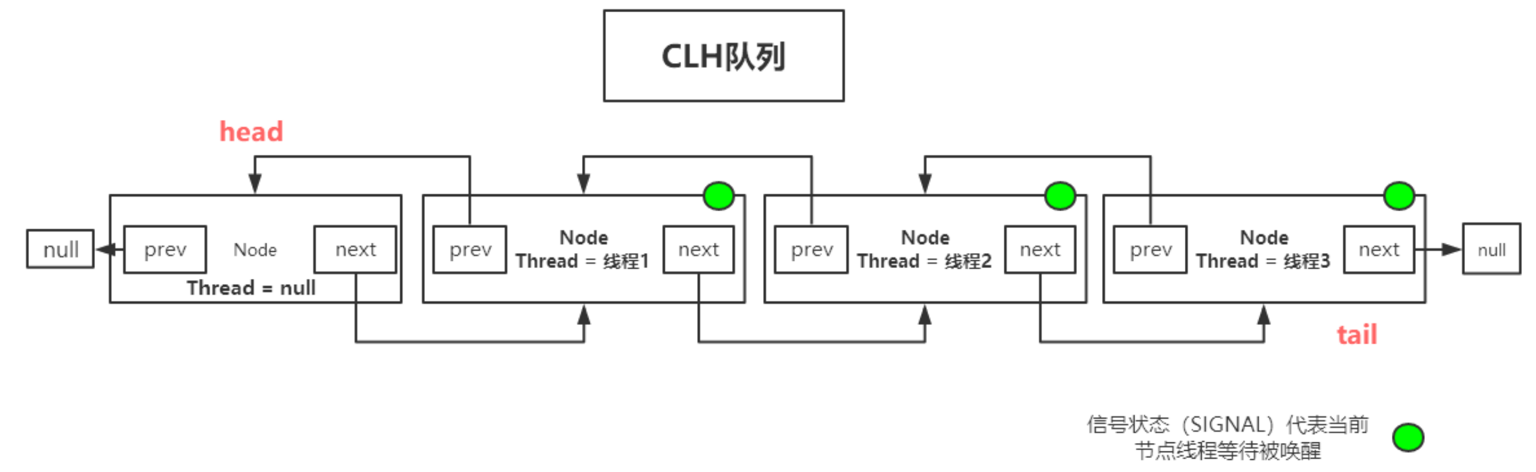 CLH队列
head
null
prev
Node
next
Thread = null
prev
Node
Thread = 线程1
next
prev
Node
Thread = 线程2
next
prev
Node
Thread = 线程3
next
null
tail
信号状态（SIGNAL）代表当前
节点线程等待被唤醒